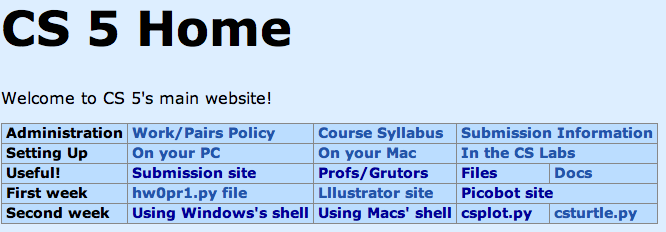 CS 5 Home
Welcome to CS 5's main website!
Administration Work/Pairs Policy Course Syllabus Submission Information
Setting Up On your PC On your Mac In the CS Labs
Useful! Submission site Profs/Grutors Files Docs
First week hw0pr1.py file Lllustrator site Picobot site
Second week Using Windows's shell Using Macs' shell csplot.py csturtle.py